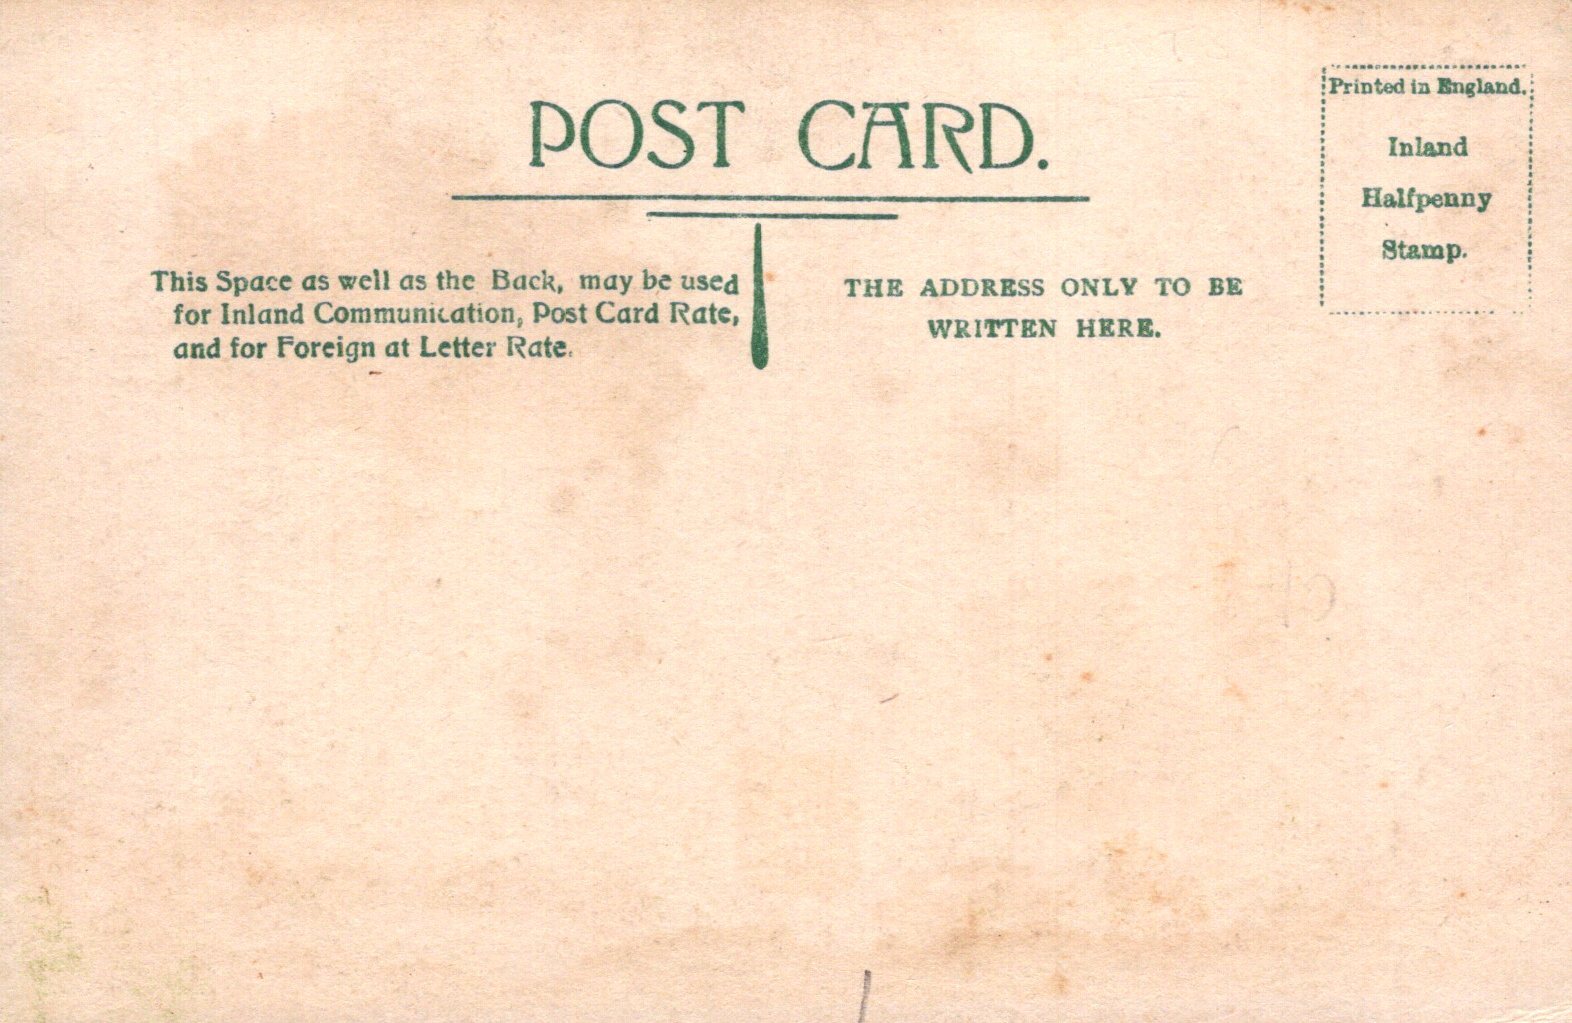 POST CARD.
Printed in England.
Inland
Halfpenny
Stamp.
This Space as well as the Back, may be used
for Inland Communication, Post Card Rate,
and for Foreign at Letter Rate.
THE ADDRESS ONLY TO BE
WRITTEN HERE.